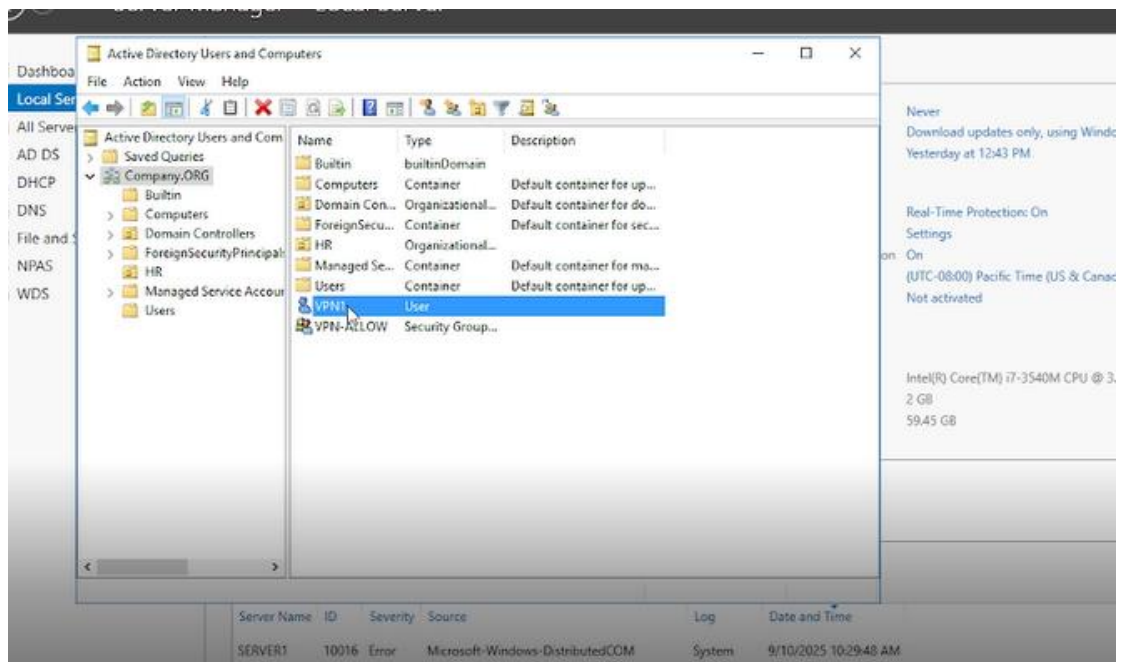 Server Manager Local Server
Active Directory Users and Computers
File Action View Help
Dashboa
Local Ser
All Serve
AD DS
DHCP
DNS
File and S
NPAS
WDS
Active Directory Users and Com
Saved Queries
Company.ORG
Builtin
Computers
Domain Controllers
ForeignSecurityPrincipals
HR
Managed Service Accour
Users
Name Type Description
Builtin builtinDomain
Computers Container Default container for up...
Domain Con... Organizational... Default container for do...
ForeignSecu... Container Default container for sec...
HR Organizational...
Managed Se... Container Default container for ma...
Users Container Default container for up...
VPN1 User
VPN-ALLOW Security Group...
Never
Download updates only, using Windo
Yesterday at 12:43 PM
Real-Time Protection: On
Settings
on On
(UTC-08:00) Pacific Time (US & Canac
Not activated
Intel(R) Core(TM) i7-3540M CPU @ 3.
2 GB
59.45 GB
Server Name ID Severity Source Log Date and Time
SERVER1 10016 Error Microsoft-Windows-DistributedCOM System 9/10/2025 10:29:48 AM